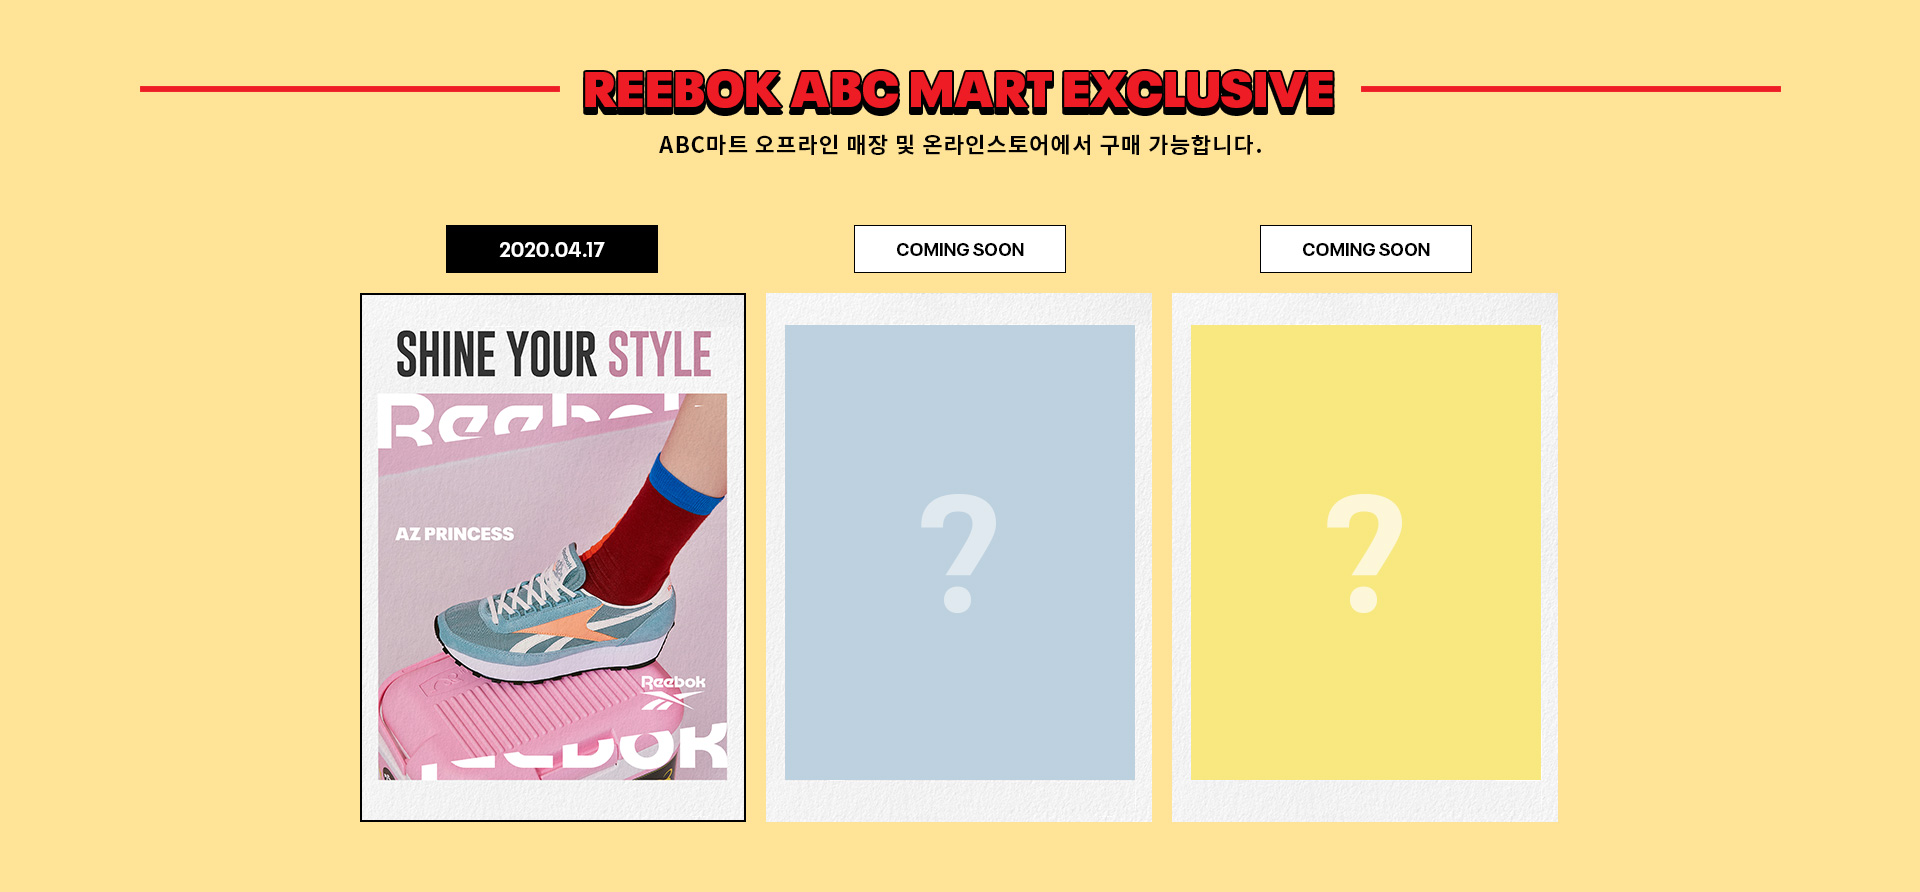 REEBOK ABC MART EXCLUSIVE
ABC마트 오프라인 매장 및 온라인스토어에서 구매 가능합니다.
2020.04.17
COMING SOON
COMING SOON
SHINE YOUR STYLE
Reebok
AZ PRINCESS
Reebok
REEBOK
?
?